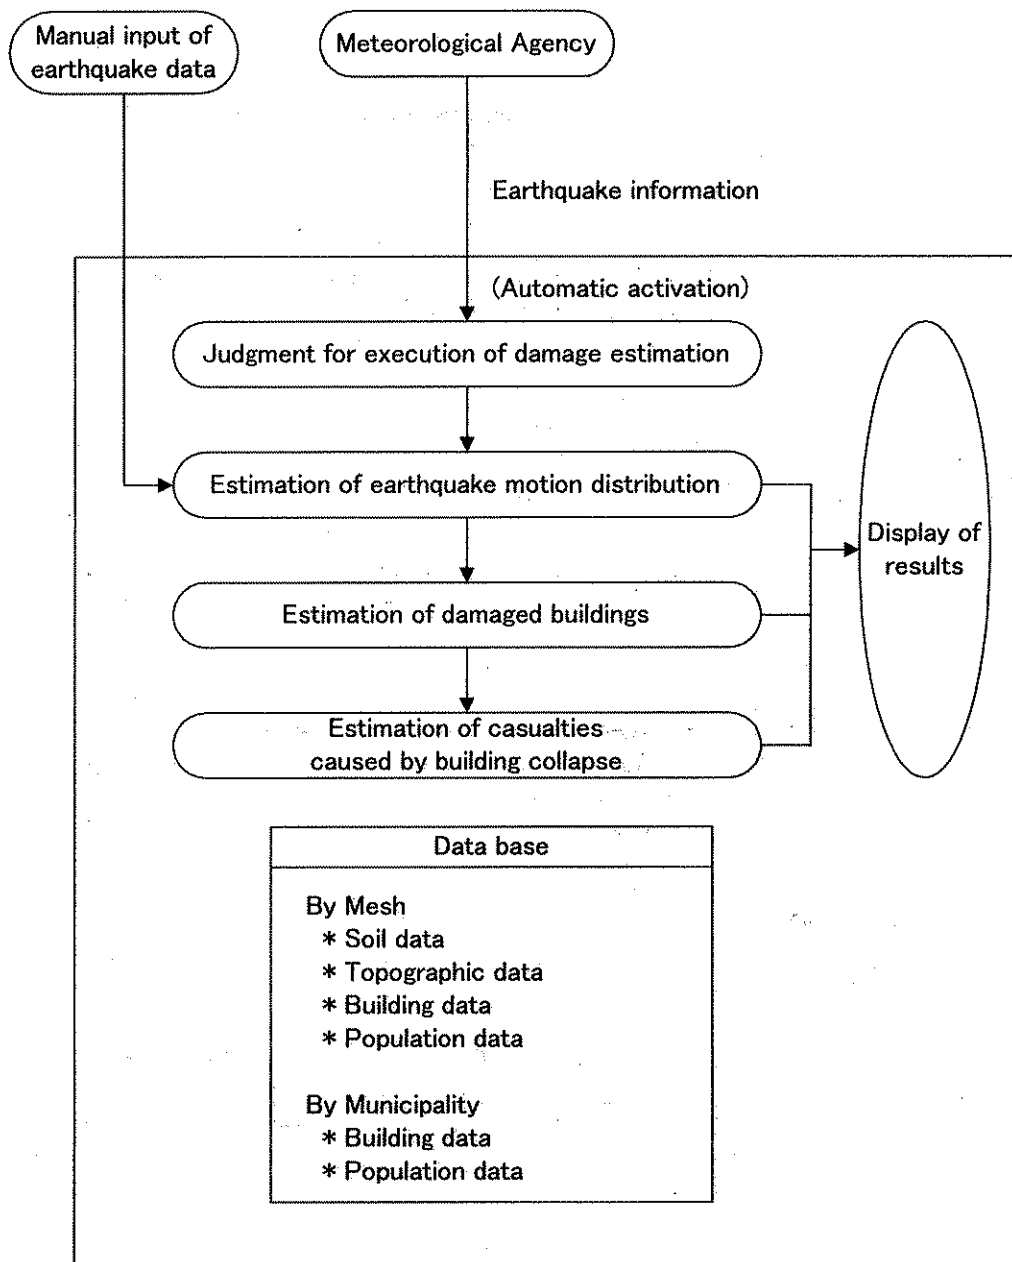 Manual input of
earthquake data
Meteorological Agency
Earthquake information
(Automatic activation)
Judgment for execution of damage estimation
Estimation of earthquake motion distribution
Estimation of damaged buildings
Estimation of casualties
caused by building collapse
Display of
results
Data base
By Mesh
* Soil data
* Topographic data
* Building data
* Population data
By Municipality
* Building data
* Population data